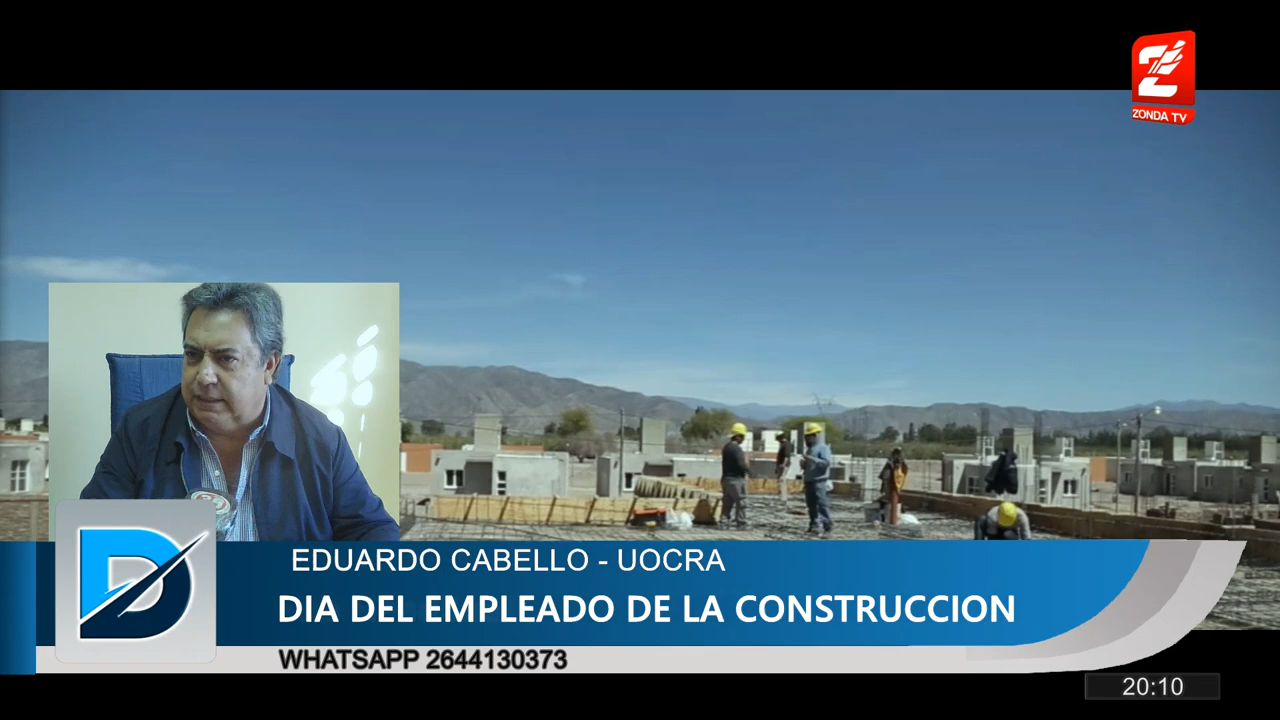 ZONDA TV
EDUARDO CABELLO - UOCRA
DIA DEL EMPLEADO DE LA CONSTRUCCION
WHATSAPP 2644130373
20:10